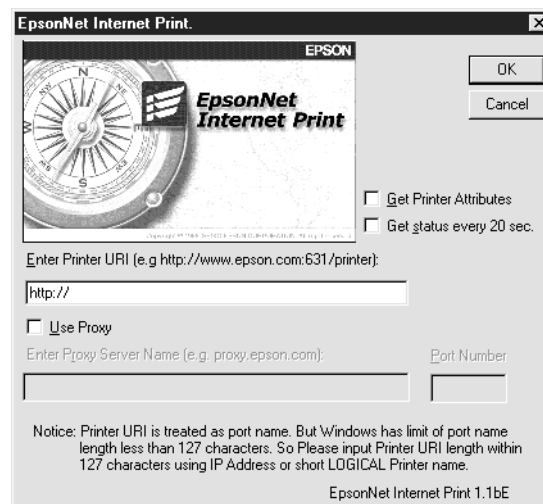 EpsonNet Internet Print.
EPSON
OK
Cancel
N
NW
NE
EpsonNet
Internet Print
Get Printer Attributes
Get status every 20 sec.
Enter Printer URI (e.g http://www.epson.com:631/printer):
http://
Use Proxy
Enter Proxy Server Name (e.g. proxy.epson.com):
Port Number
Notice: Printer URI is treated as port name. But Windows has limit of port name
length less than 127 characters. So Please input Printer URI length within
127 characters using IP Address or short LOGICAL Printer name.
EpsonNet Internet Print 1.1bE